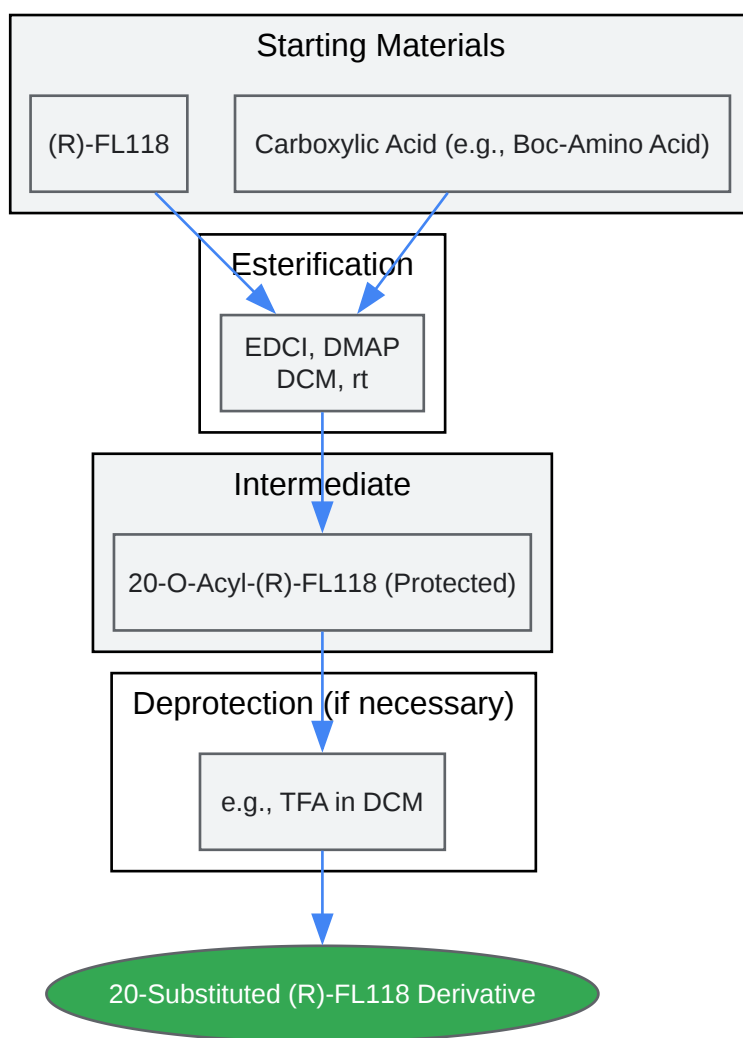 Starting Materials
(R)-FL118
Carboxylic Acid (e.g., Boc-Amino Acid)
Esterification
EDCI, DMAP
DCM, rt
Intermediate
20-O-Acyl-(R)-FL118 (Protected)
Deprotection (if necessary)
e.g., TFA in DCM
20-Substituted (R)-FL118 Derivative